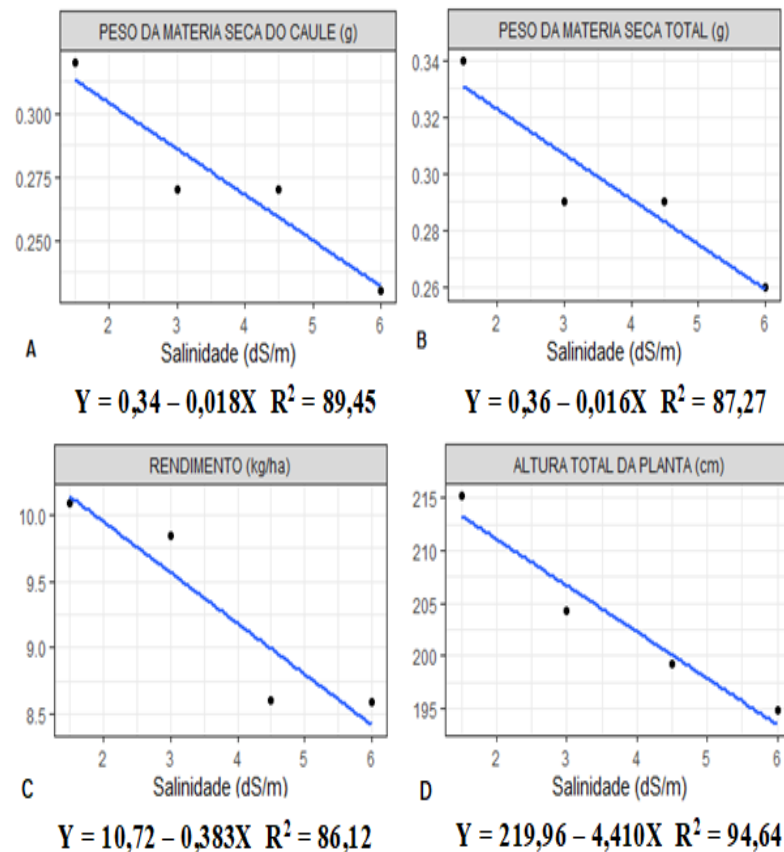 PESO DA MATERIA SECA DO CAULE (g)
0.300
0.275
0.250
2 3 4 5 6
A
Salinidade (dS/m)
Y = 0,34 – 0,018X R² = 89,45
PESO DA MATERIA SECA TOTAL (g)
0.34
0.32
0.30
0.28
0.26
2 3 4 5 6
B
Salinidade (dS/m)
Y = 0,36 – 0,016X R² = 87,27
RENDIMENTO (kg/ha)
10.0
9.5
9.0
8.5
2 3 4 5 6
C
Salinidade (dS/m)
Y = 10,72 – 0,383X R² = 86,12
ALTURA TOTAL DA PLANTA (cm)
215
210
205
200
195
2 3 4 5 6
D
Salinidade (dS/m)
Y = 219,96 – 4,410X R² = 94,64